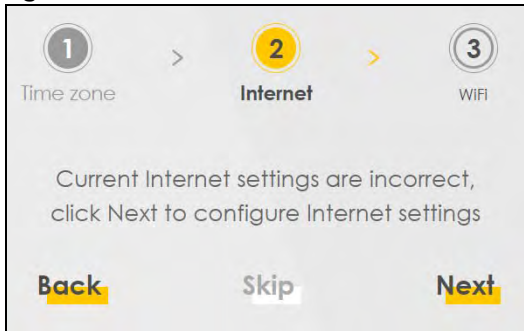 1 > 2 > 3
Time zone Internet WiFi
Current Internet settings are incorrect,
click Next to configure Internet settings
Back Skip Next